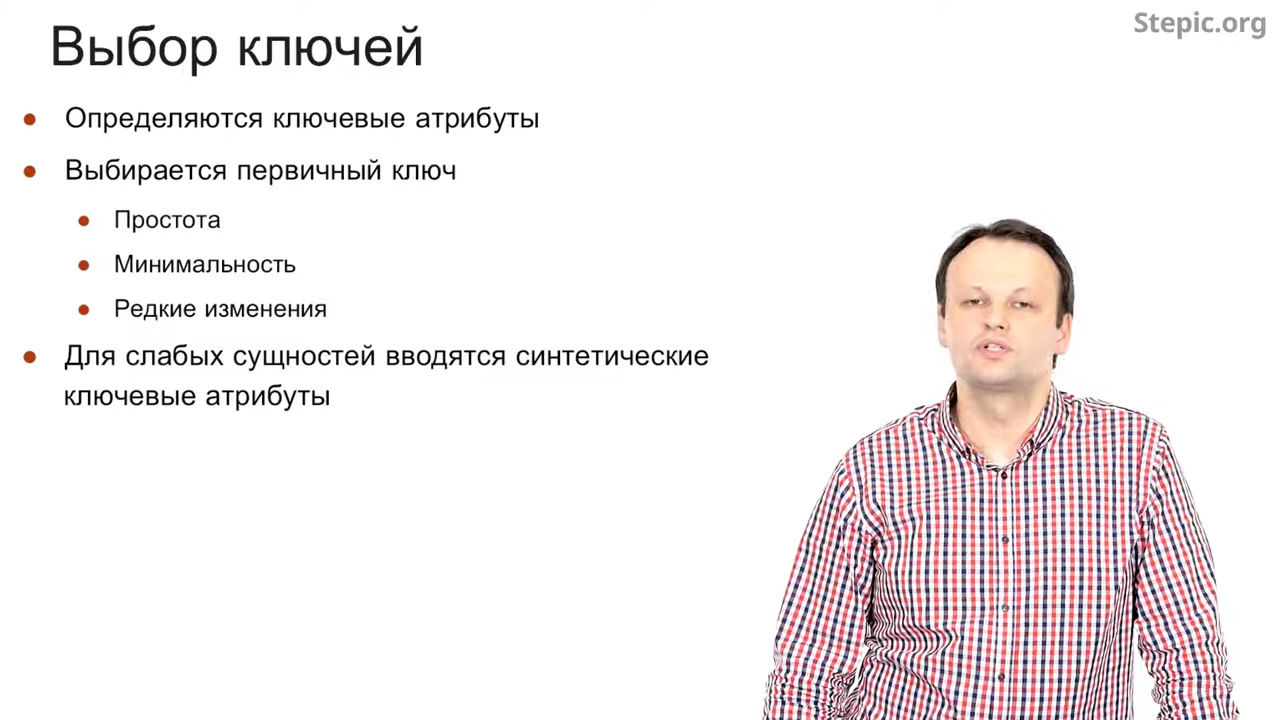 Stepic.org
Выбор ключей
Определяются ключевые атрибуты
Выбирается первичный ключ
Простота
Минимальность
Редкие изменения
Для слабых сущностей вводятся синтетические
ключевые атрибуты